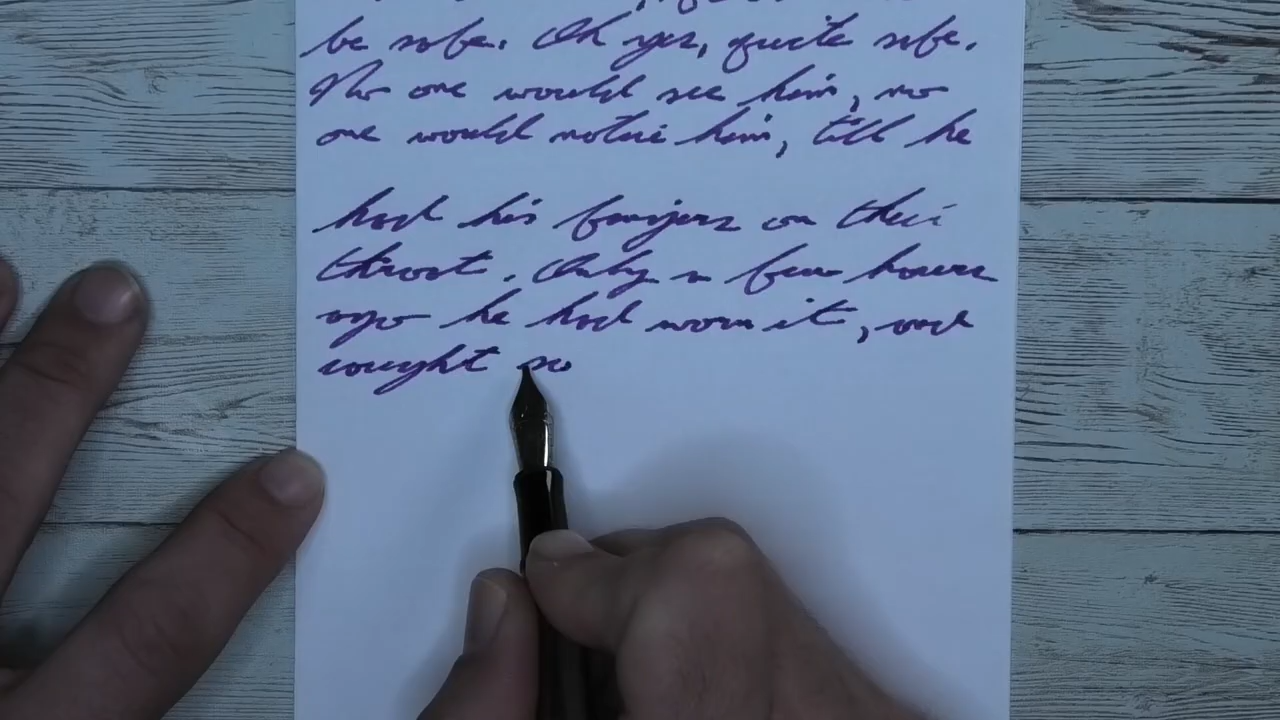 be safe. Oh yes, quite safe.
No one would see him, no
one would notice him, till he
had his fingers on their
throat. Only a few hours
ago he had worn it, and
caught so